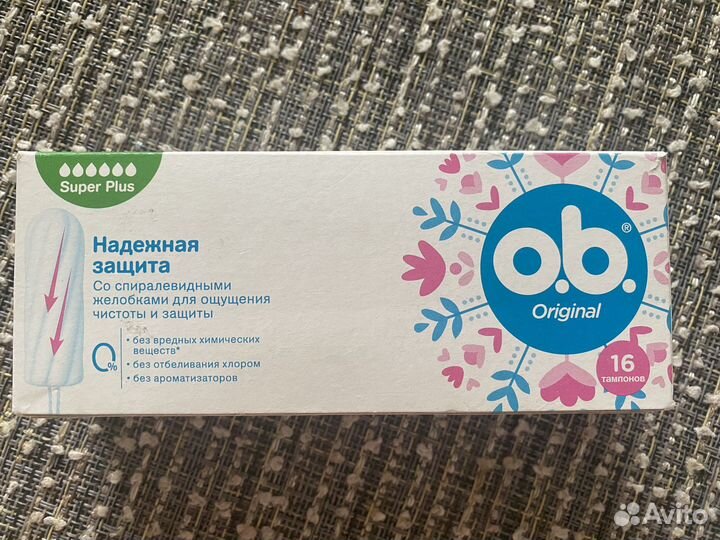 Super Plus
Надежная
защита
Со спиралевидными
желобками для ощущения
чистоты и защиты
0%
• без вредных химических
веществ*
• без отбеливания хлором
• без ароматизаторов
o.b.®
Original
16
тампонов
Avito